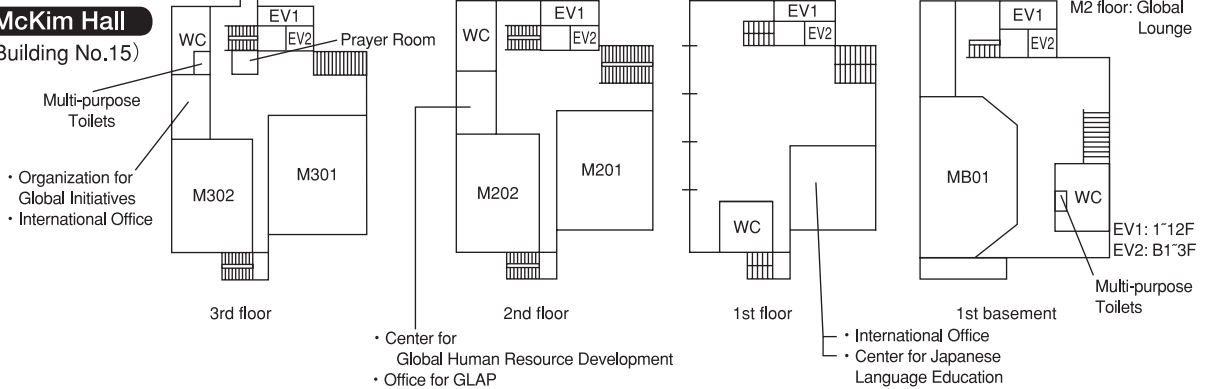 McKim Hall
Building No.15)
M2 floor: Global
Lounge
WC
EV1
EV2
Prayer Room
Multi-purpose
Toilets
・Organization for
Global Initiatives
・International Office
M302
M301
3rd floor
WC
EV1
EV2
M202
M201
2nd floor
・Center for
Global Human Resource Development
・Office for GLAP
EV1
EV2
WC
1st floor
・International Office
・Center for Japanese
Language Education
EV1
EV2
MB01
WC
EV1: 1~12F
EV2: B1~3F
Multi-purpose
Toilets
1st basement